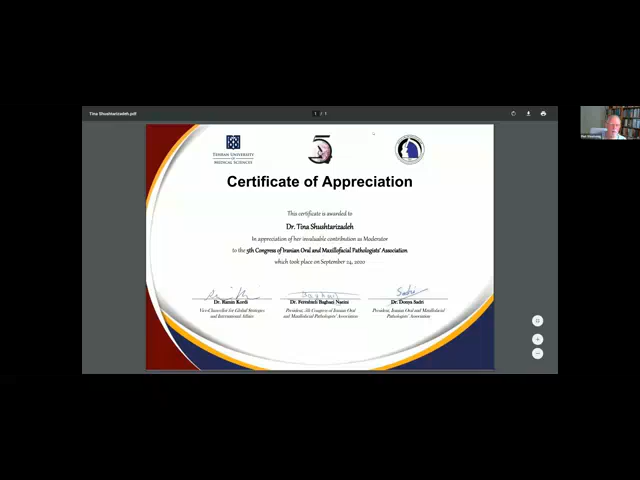 Tina Shushtarizadeh.pdf
1 / 1
TEHRAN UNIVERSITY
OF
MEDICAL SCIENCES
5
Certificate of Appreciation
This certificate is awarded to
Dr. Tina Shushtarizadeh
In appreciation of her invaluable contribution as Moderator
to the 5th Congress of Iranian Oral and Maxillofacial Pathologists' Association
which took place on September 24, 2020
Dr. Ramin Kordi
Vice-Chancellor for Global Strategies
and International Affairs
Dr. Fereshteh Baghaei Naeini
President, 5th Congress of Iranian Oral
and Maxillofacial Pathologists' Association
Sadri
Dr. Donya Sadri
President, Iranian Oral and Maxillofacial
Pathologists' Association